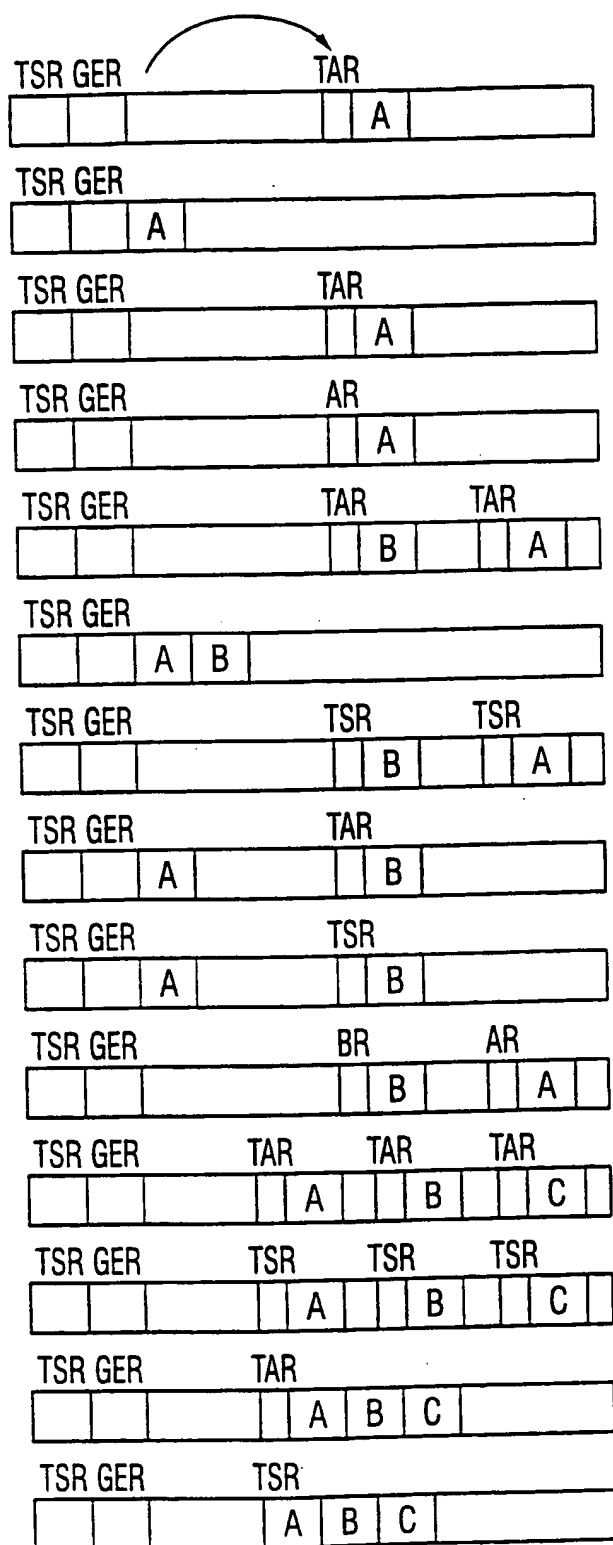 TSR GER TAR
A
TSR GER
A
TSR GER TAR
A
TSR GER AR
A
TSR GER TAR TAR
B A
TSR GER
A B
TSR GER TSR TSR
B A
TSR GER TAR
A B
TSR GER TSR
A B
TSR GER BR AR
B A
TSR GER TAR TAR TAR
A B C
TSR GER TSR TSR TSR
A B C
TSR GER TAR
A B C
TSR GER TSR
A B C